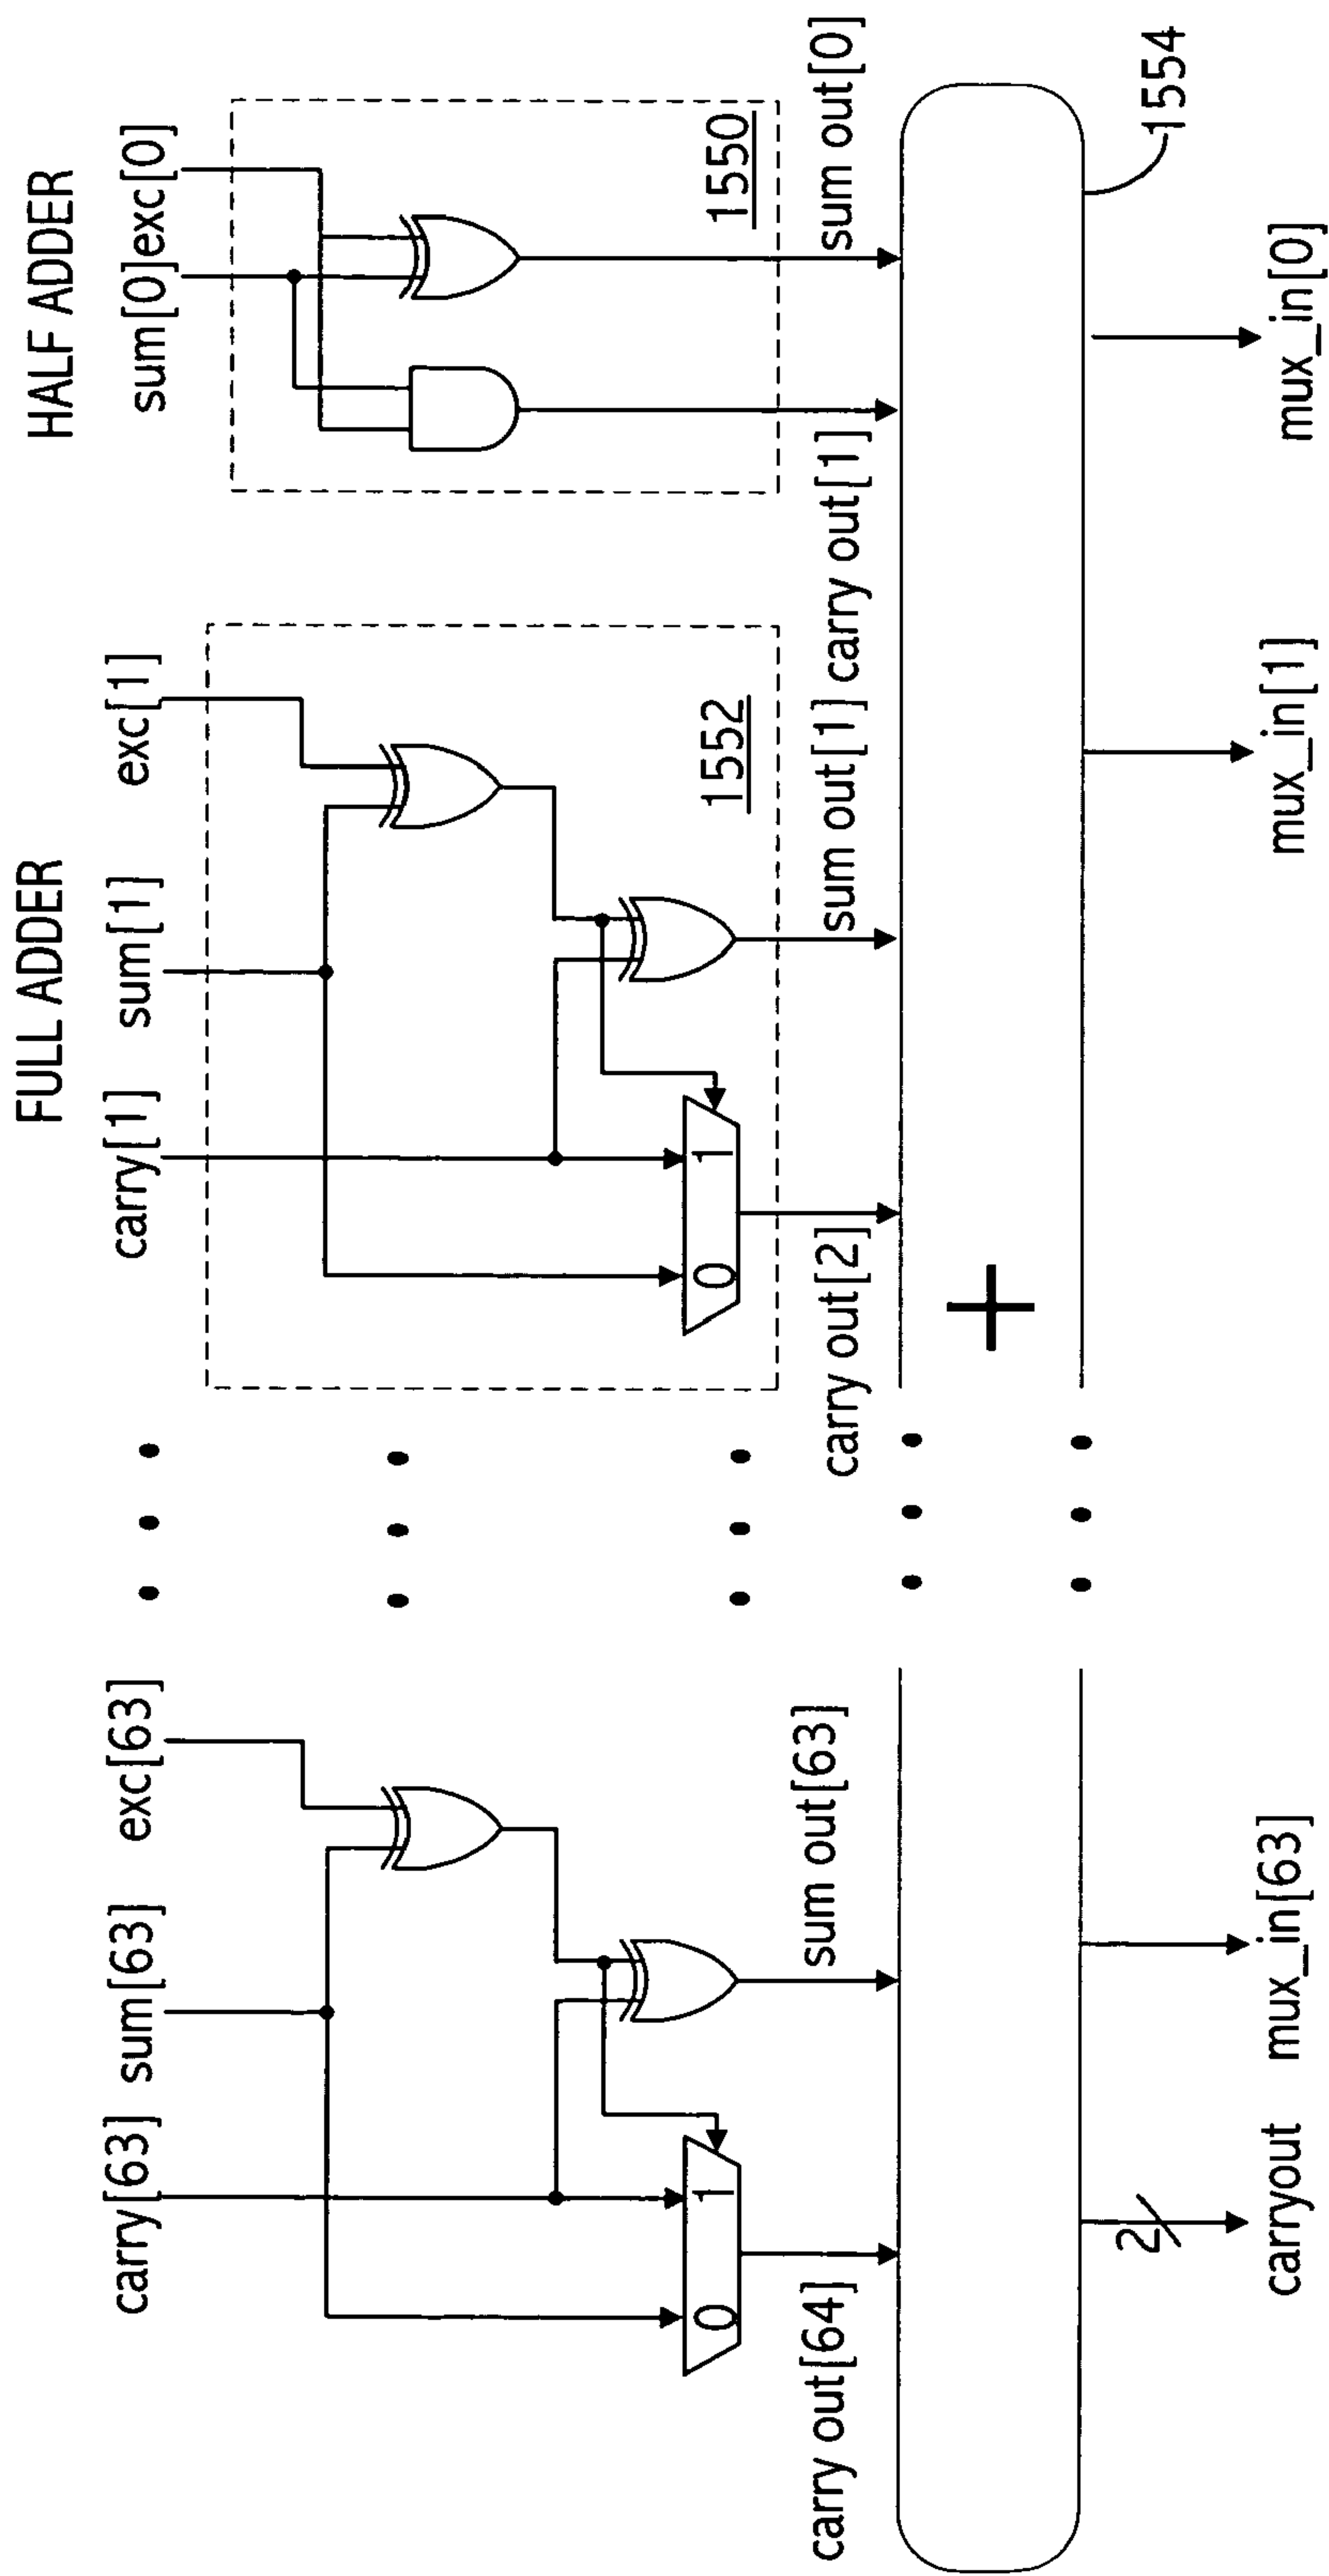 FULL ADDER
HALF ADDER
carry[63] sum[63] exc[63]
carry[1] sum[1] exc[1]
sum[0]exc[0]
0 1
0 1
1552
1550
carry out[64] sum out[63]
carry out[2] sum out[1] carry out[1] sum out[0]
+
1554
2
carryout mux_in[63] mux_in[1] mux_in[0]